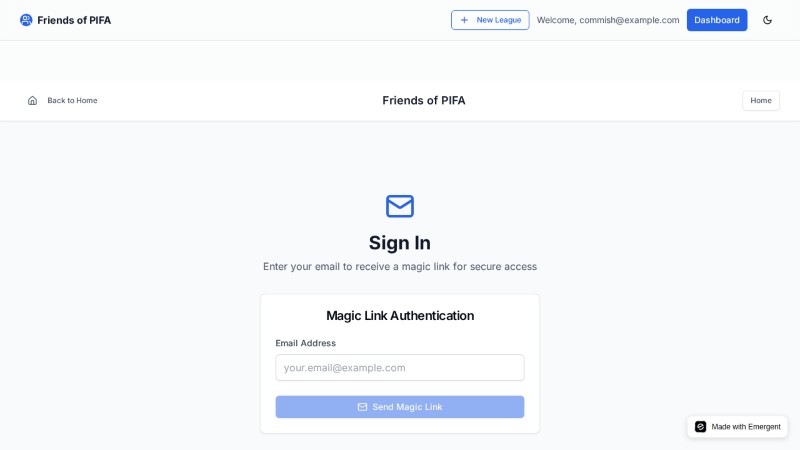 Friends of PIFA
New League
Welcome, commish@example.com
Dashboard
Back to Home
Friends of PIFA
Home
Sign In
Enter your email to receive a magic link for secure access
Magic Link Authentication
Email Address
your.email@example.com
Send Magic Link
Made with Emergent